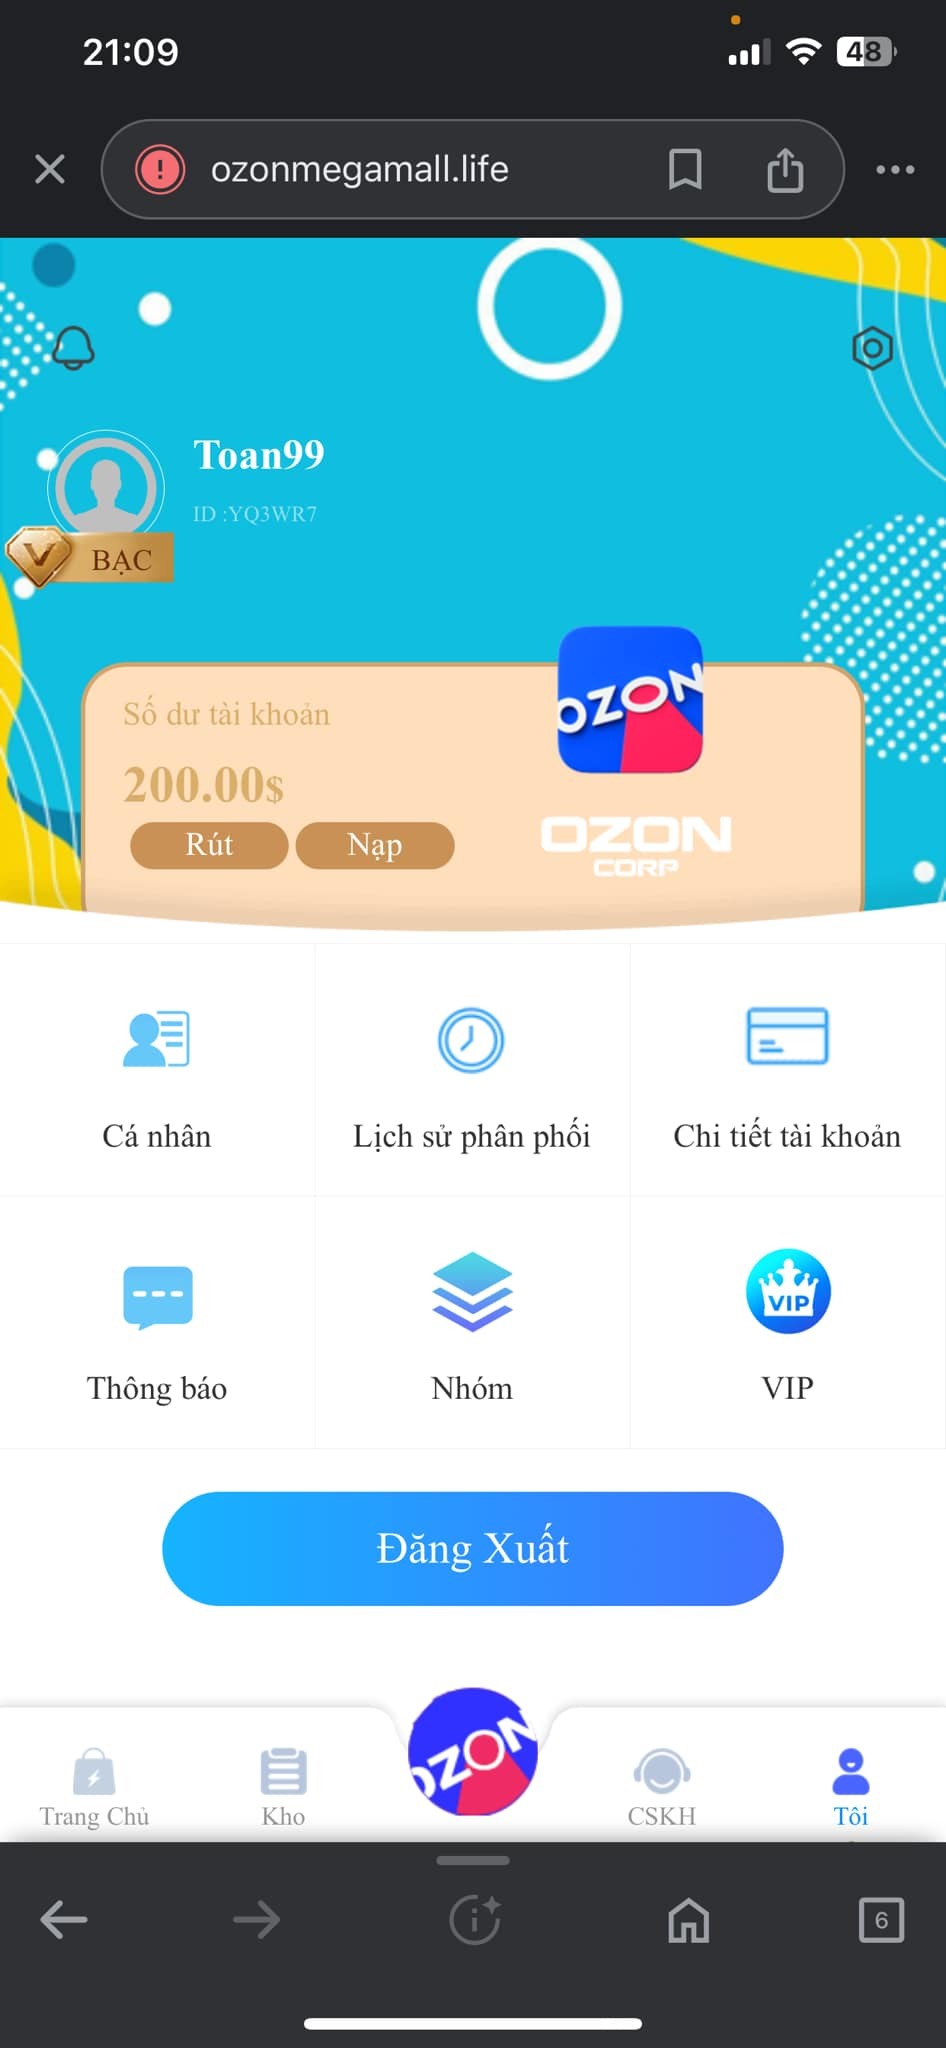 21:09
48
ozonmegamall.life
Toan99
ID :YQ3WR7
V
BẠC
OZON
Số dư tài khoản
200.00$
Rút
Nạp
OZON
CORP
Cá nhân
Lịch sử phân phối
Chi tiết tài khoản
VIP
Thông báo
Nhóm
VIP
Đăng Xuất
OZON
Trang Chủ
Kho
CSKH
Tôi
6